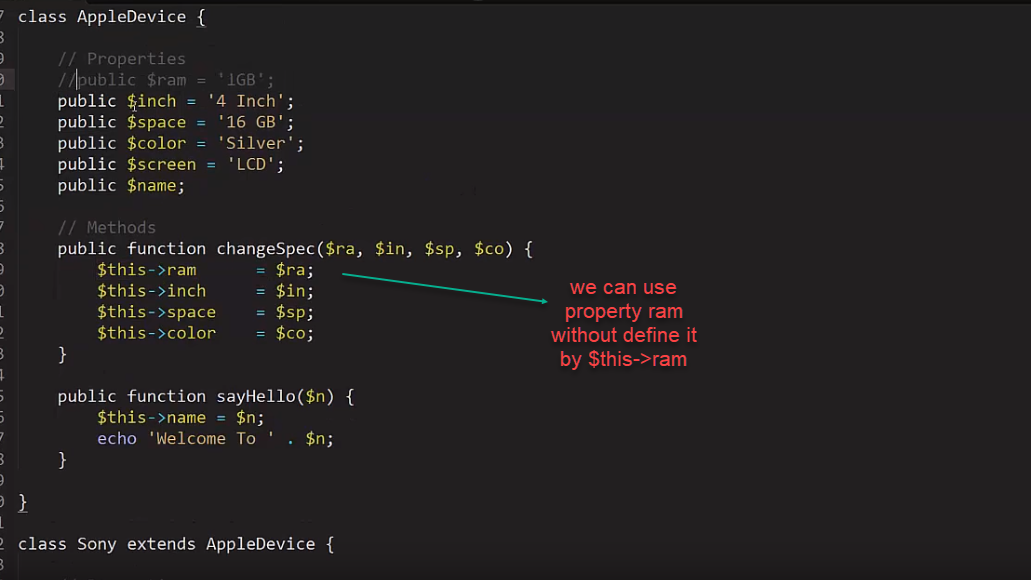 7 class AppleDevice {
8
9 // Properties
0 //public $ram = '1GB';
1 public $inch = '4 Inch';
2 public $space = '16 GB';
3 public $color = 'Silver';
4 public $screen = 'LCD';
5 public $name;
6
7 // Methods
8 public function changeSpec($ra, $in, $sp, $co) {
9 $this->ram = $ra;
0 $this->inch = $in;
1 $this->space = $sp;
2 $this->color = $co;
3 }
4
5 public function sayHello($n) {
6 $this->name = $n;
7 echo 'Welcome To ' . $n;
8 }
9
0 }
1
2 class Sony extends AppleDevice {
3
we can use
property ram
without define it
by $this->ram